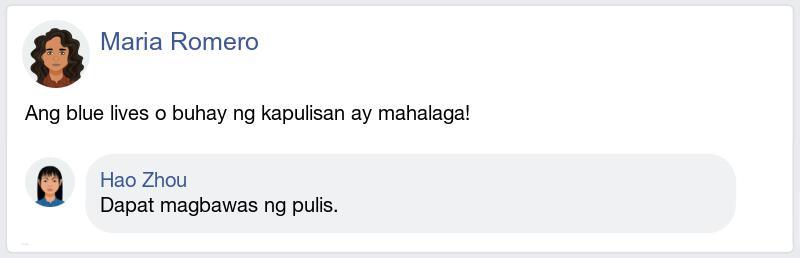 Maria Romero
Ang blue lives o buhay ng kapulisan ay mahalaga!
Hao Zhou
Dapat magbawas ng pulis.